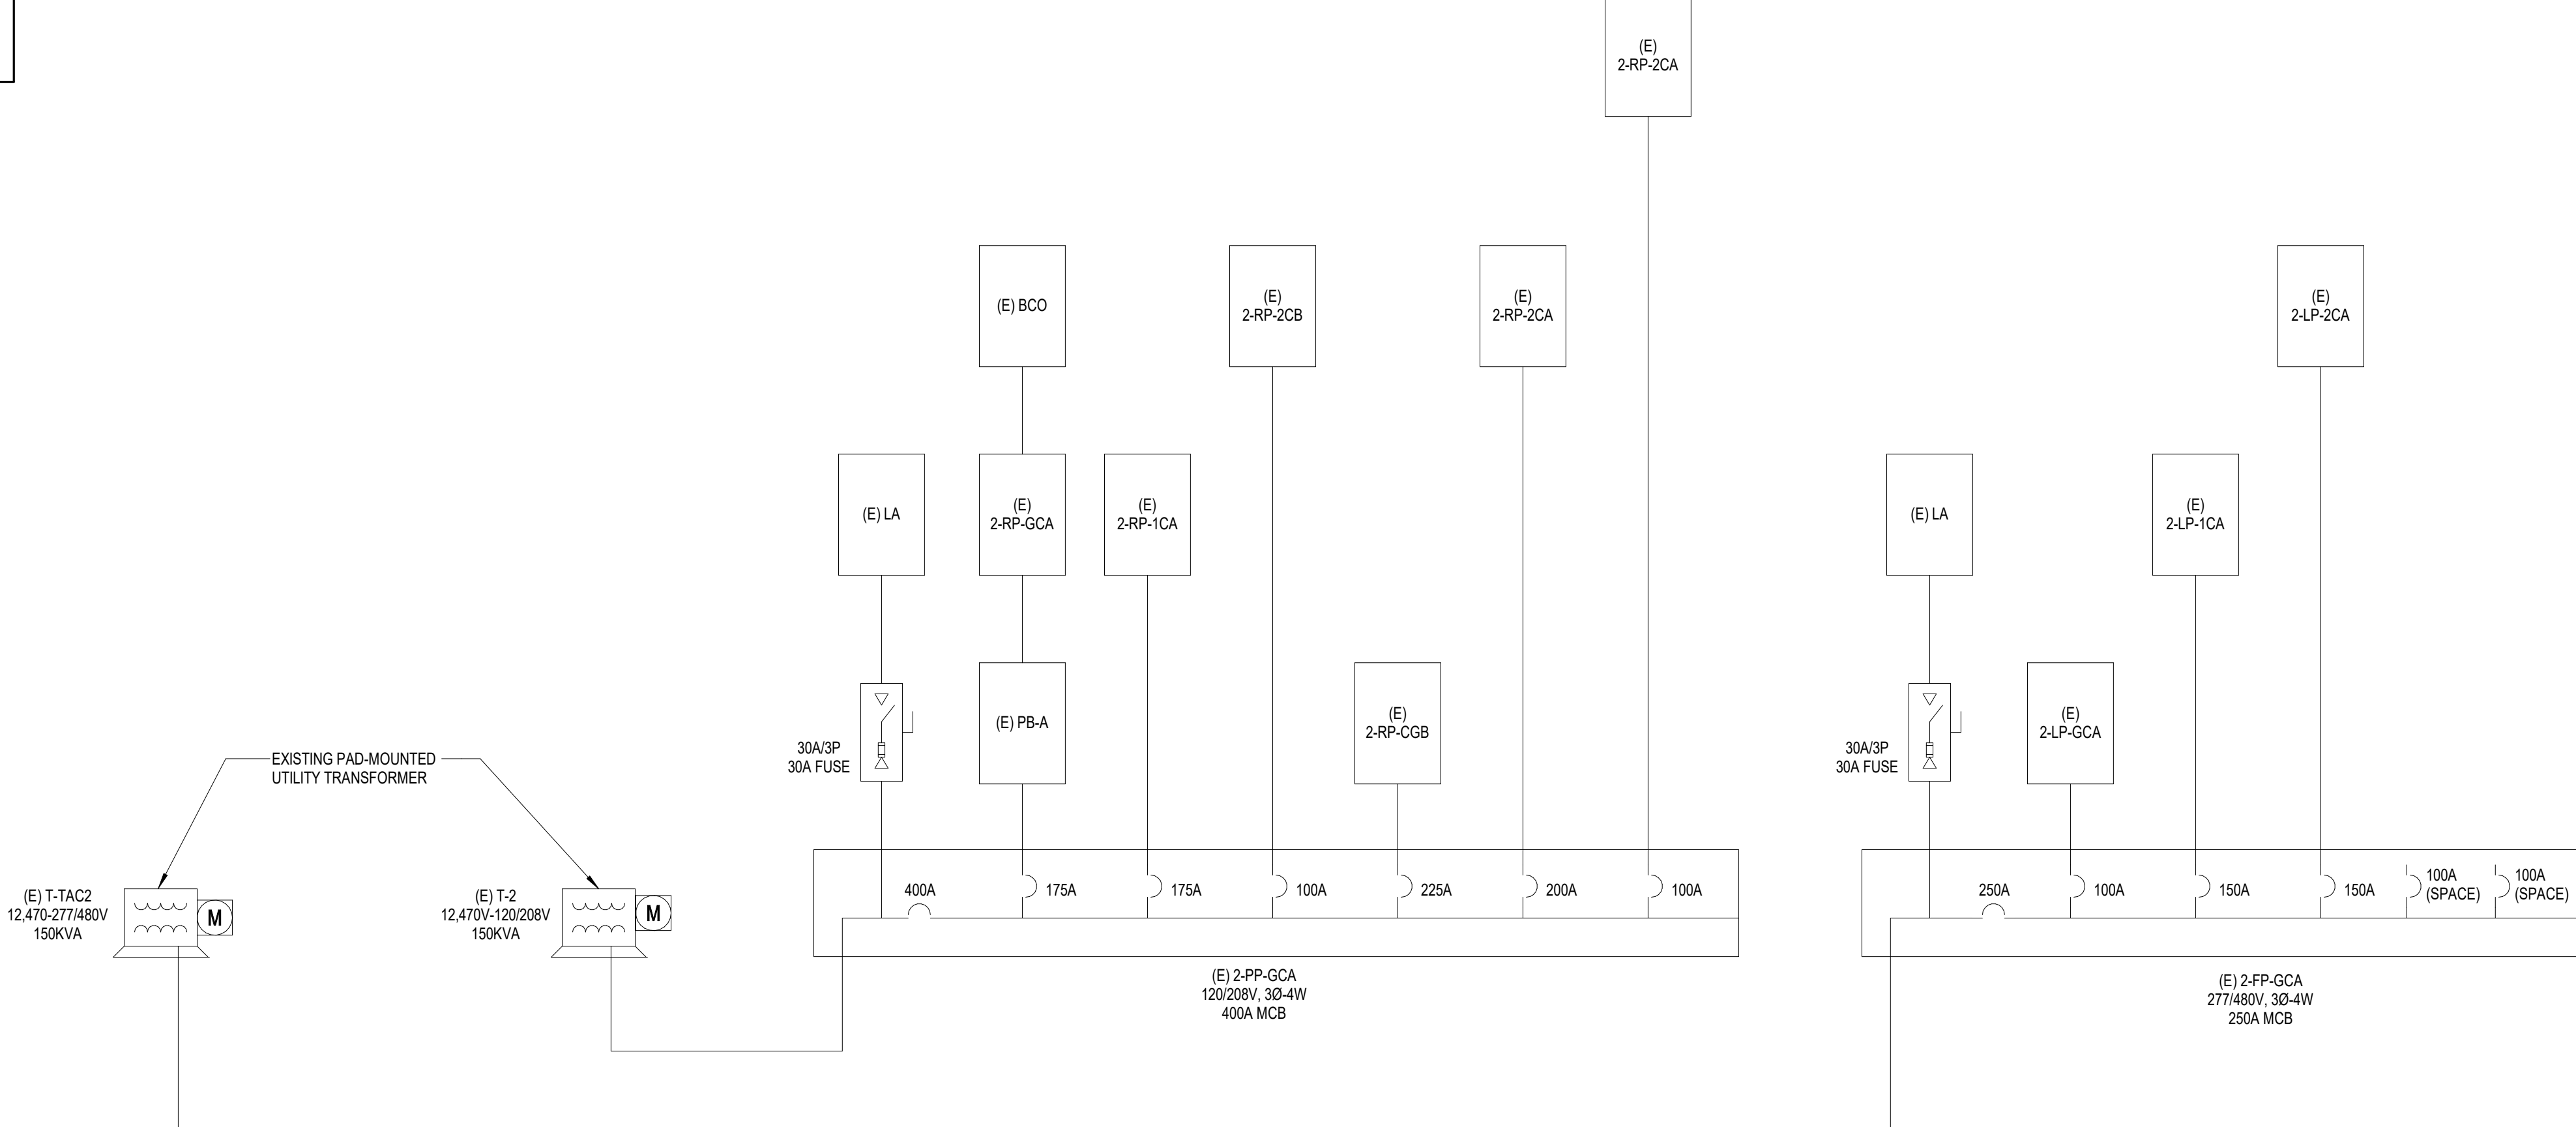 (E)
2-RP-2CA
(E) BCO
(E)
2-RP-2CB
(E)
2-RP-2CA
(E)
2-LP-2CA
(E) LA
(E)
2-RP-GCA
(E)
2-RP-1CA
(E) LA
(E)
2-LP-1CA
30A/3P
30A FUSE
(E) PB-A
(E)
2-RP-CGB
30A/3P
30A FUSE
(E)
2-LP-GCA
EXISTING PAD-MOUNTED
UTILITY TRANSFORMER
(E) T-TAC2
12,470-277/480V
150KVA
M
(E) T-2
12,470V-120/208V
150KVA
M
400A
175A
175A
100A
225A
200A
100A
250A
100A
150A
150A
100A
(SPACE)
100A
(SPACE)
(E) 2-PP-GCA
120/208V, 3Ø-4W
400A MCB
(E) 2-FP-GCA
277/480V, 3Ø-4W
250A MCB